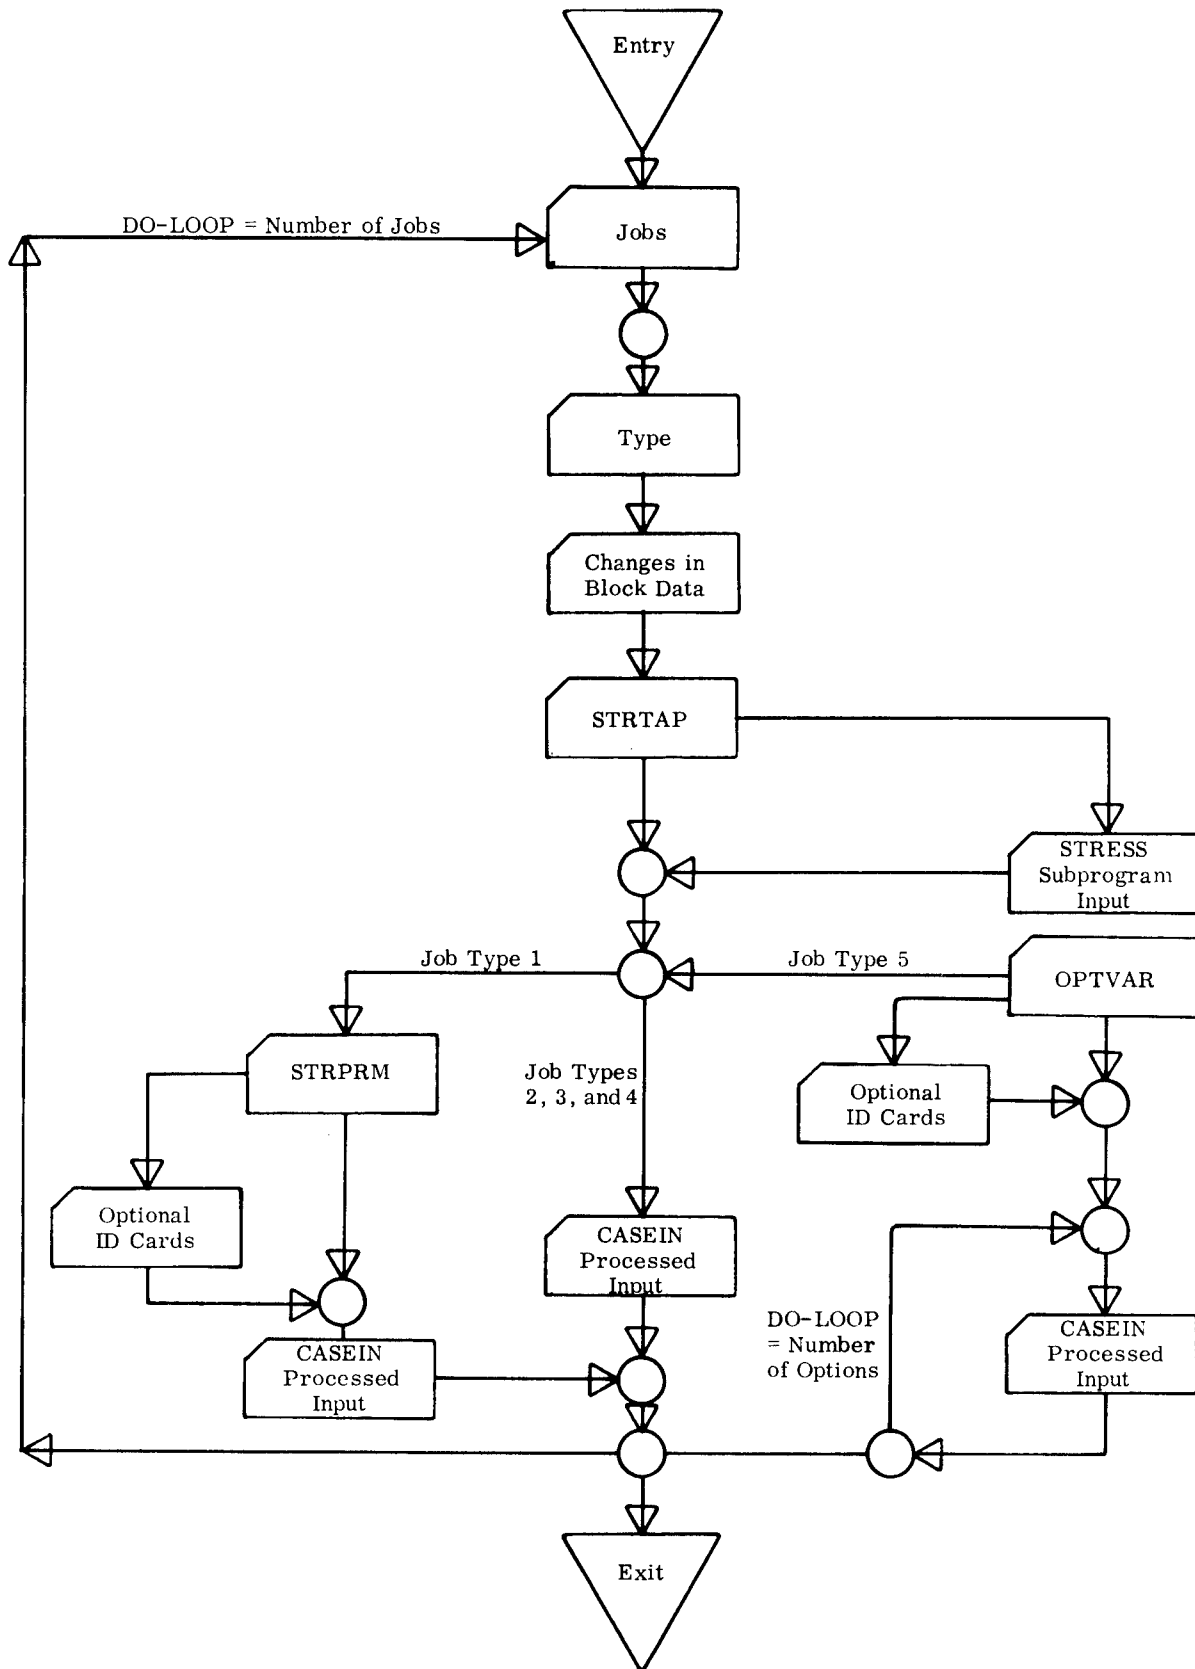 Entry
DO-LOOP = Number of Jobs
Jobs
Type
Changes in
Block Data
STRTAP
STRESS
Subprogram
Input
Job Type 1
Job Type 5
OPTVAR
STRPRM
Job Types
2, 3, and 4
Optional
ID Cards
Optional
ID Cards
CASEIN
Processed
Input
DO-LOOP
= Number
of Options
CASEIN
Processed
Input
CASEIN
Processed
Input
Exit